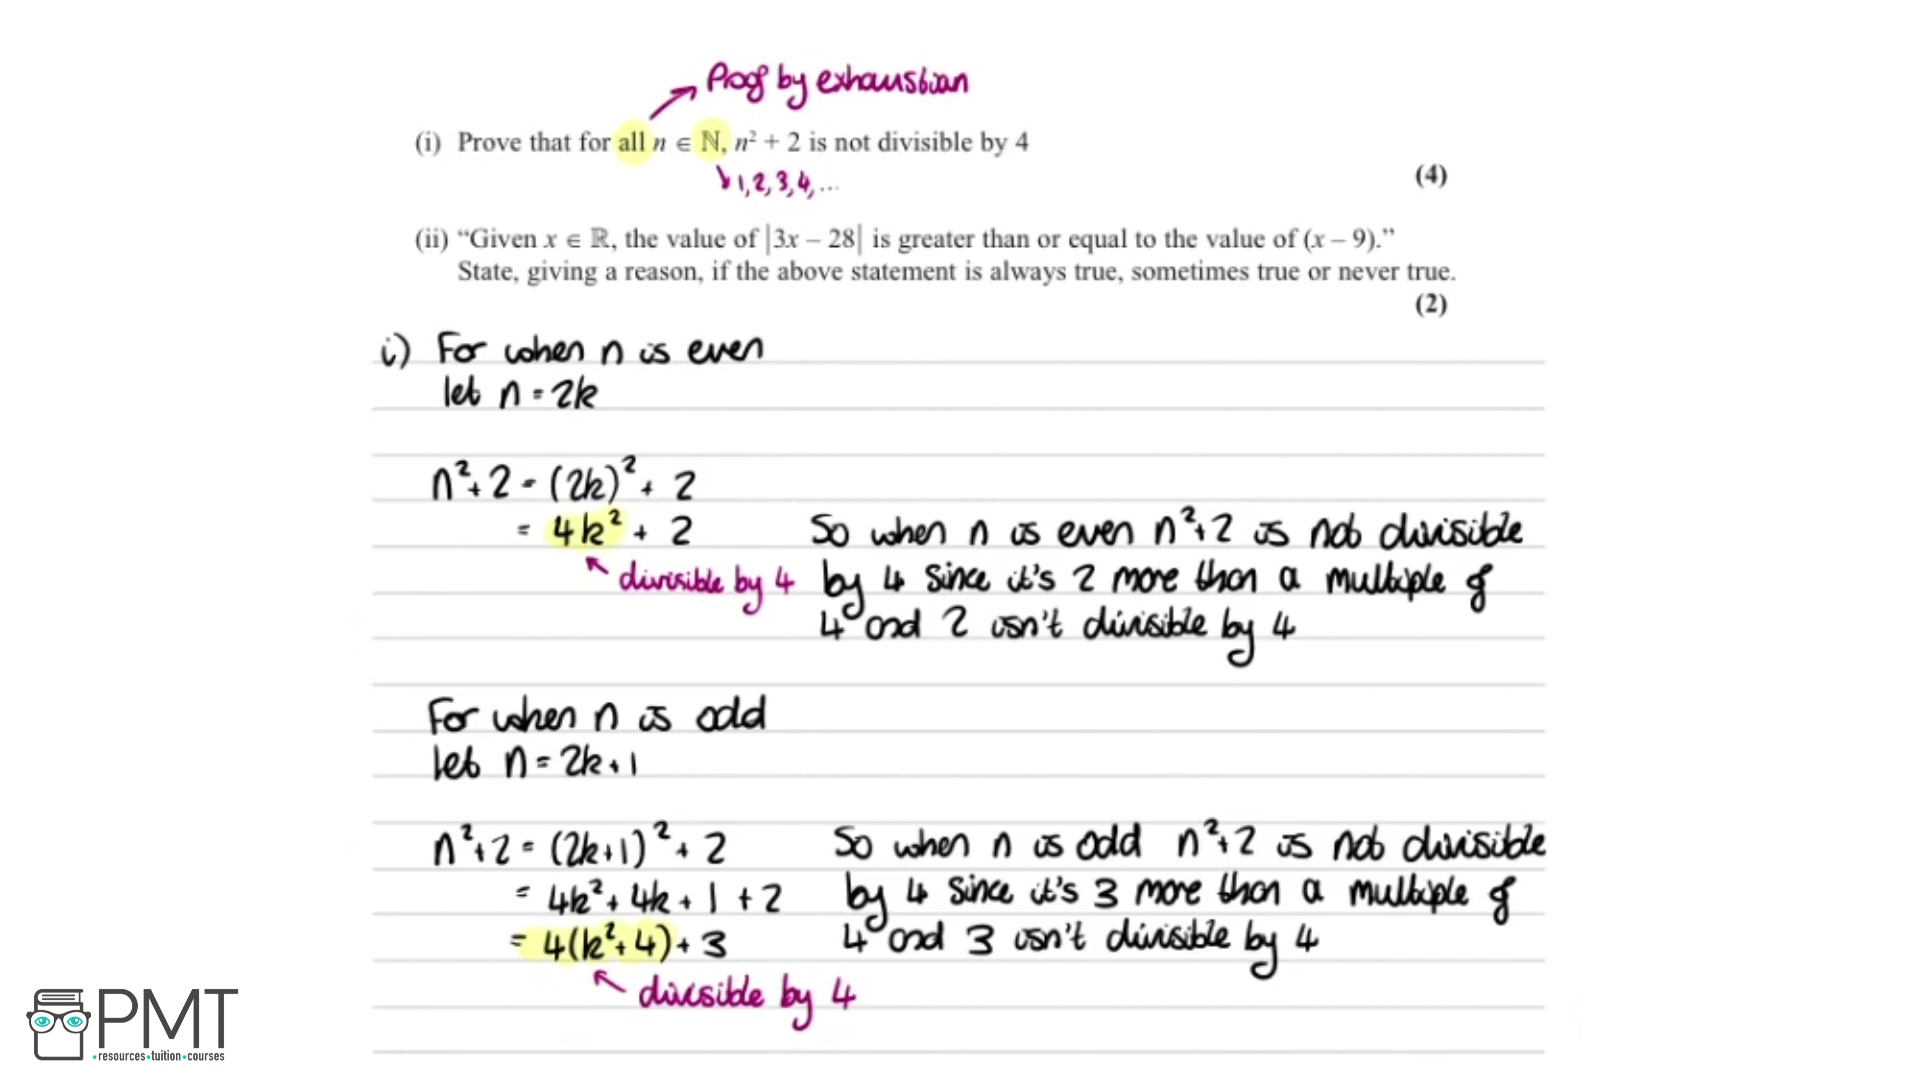 Proof by exhaustion
(i) Prove that for all n ∈ ℕ, n² + 2 is not divisible by 4
1, 2, 3, 4, ...
(4)
(ii) “Given x ∈ ℝ, the value of |3x – 28| is greater than or equal to the value of (x – 9).”
State, giving a reason, if the above statement is always true, sometimes true or never true.
(2)
i) For when n is even
let n = 2k
n² + 2 = (2k)² + 2
= 4k² + 2
divisible by 4
So when n is even n² + 2 is not divisible
by 4 since it's 2 more than a multiple of
4 and 2 isn't divisible by 4
For when n is odd
let n = 2k + 1
n² + 2 = (2k+1)² + 2
= 4k² + 4k + 1 + 2
= 4(k² + 4) + 3
divisible by 4
So when n is odd n² + 2 is not divisible
by 4 since it's 3 more than a multiple of
4 and 3 isn't divisible by 4
PMT
•resources•tuition•courses